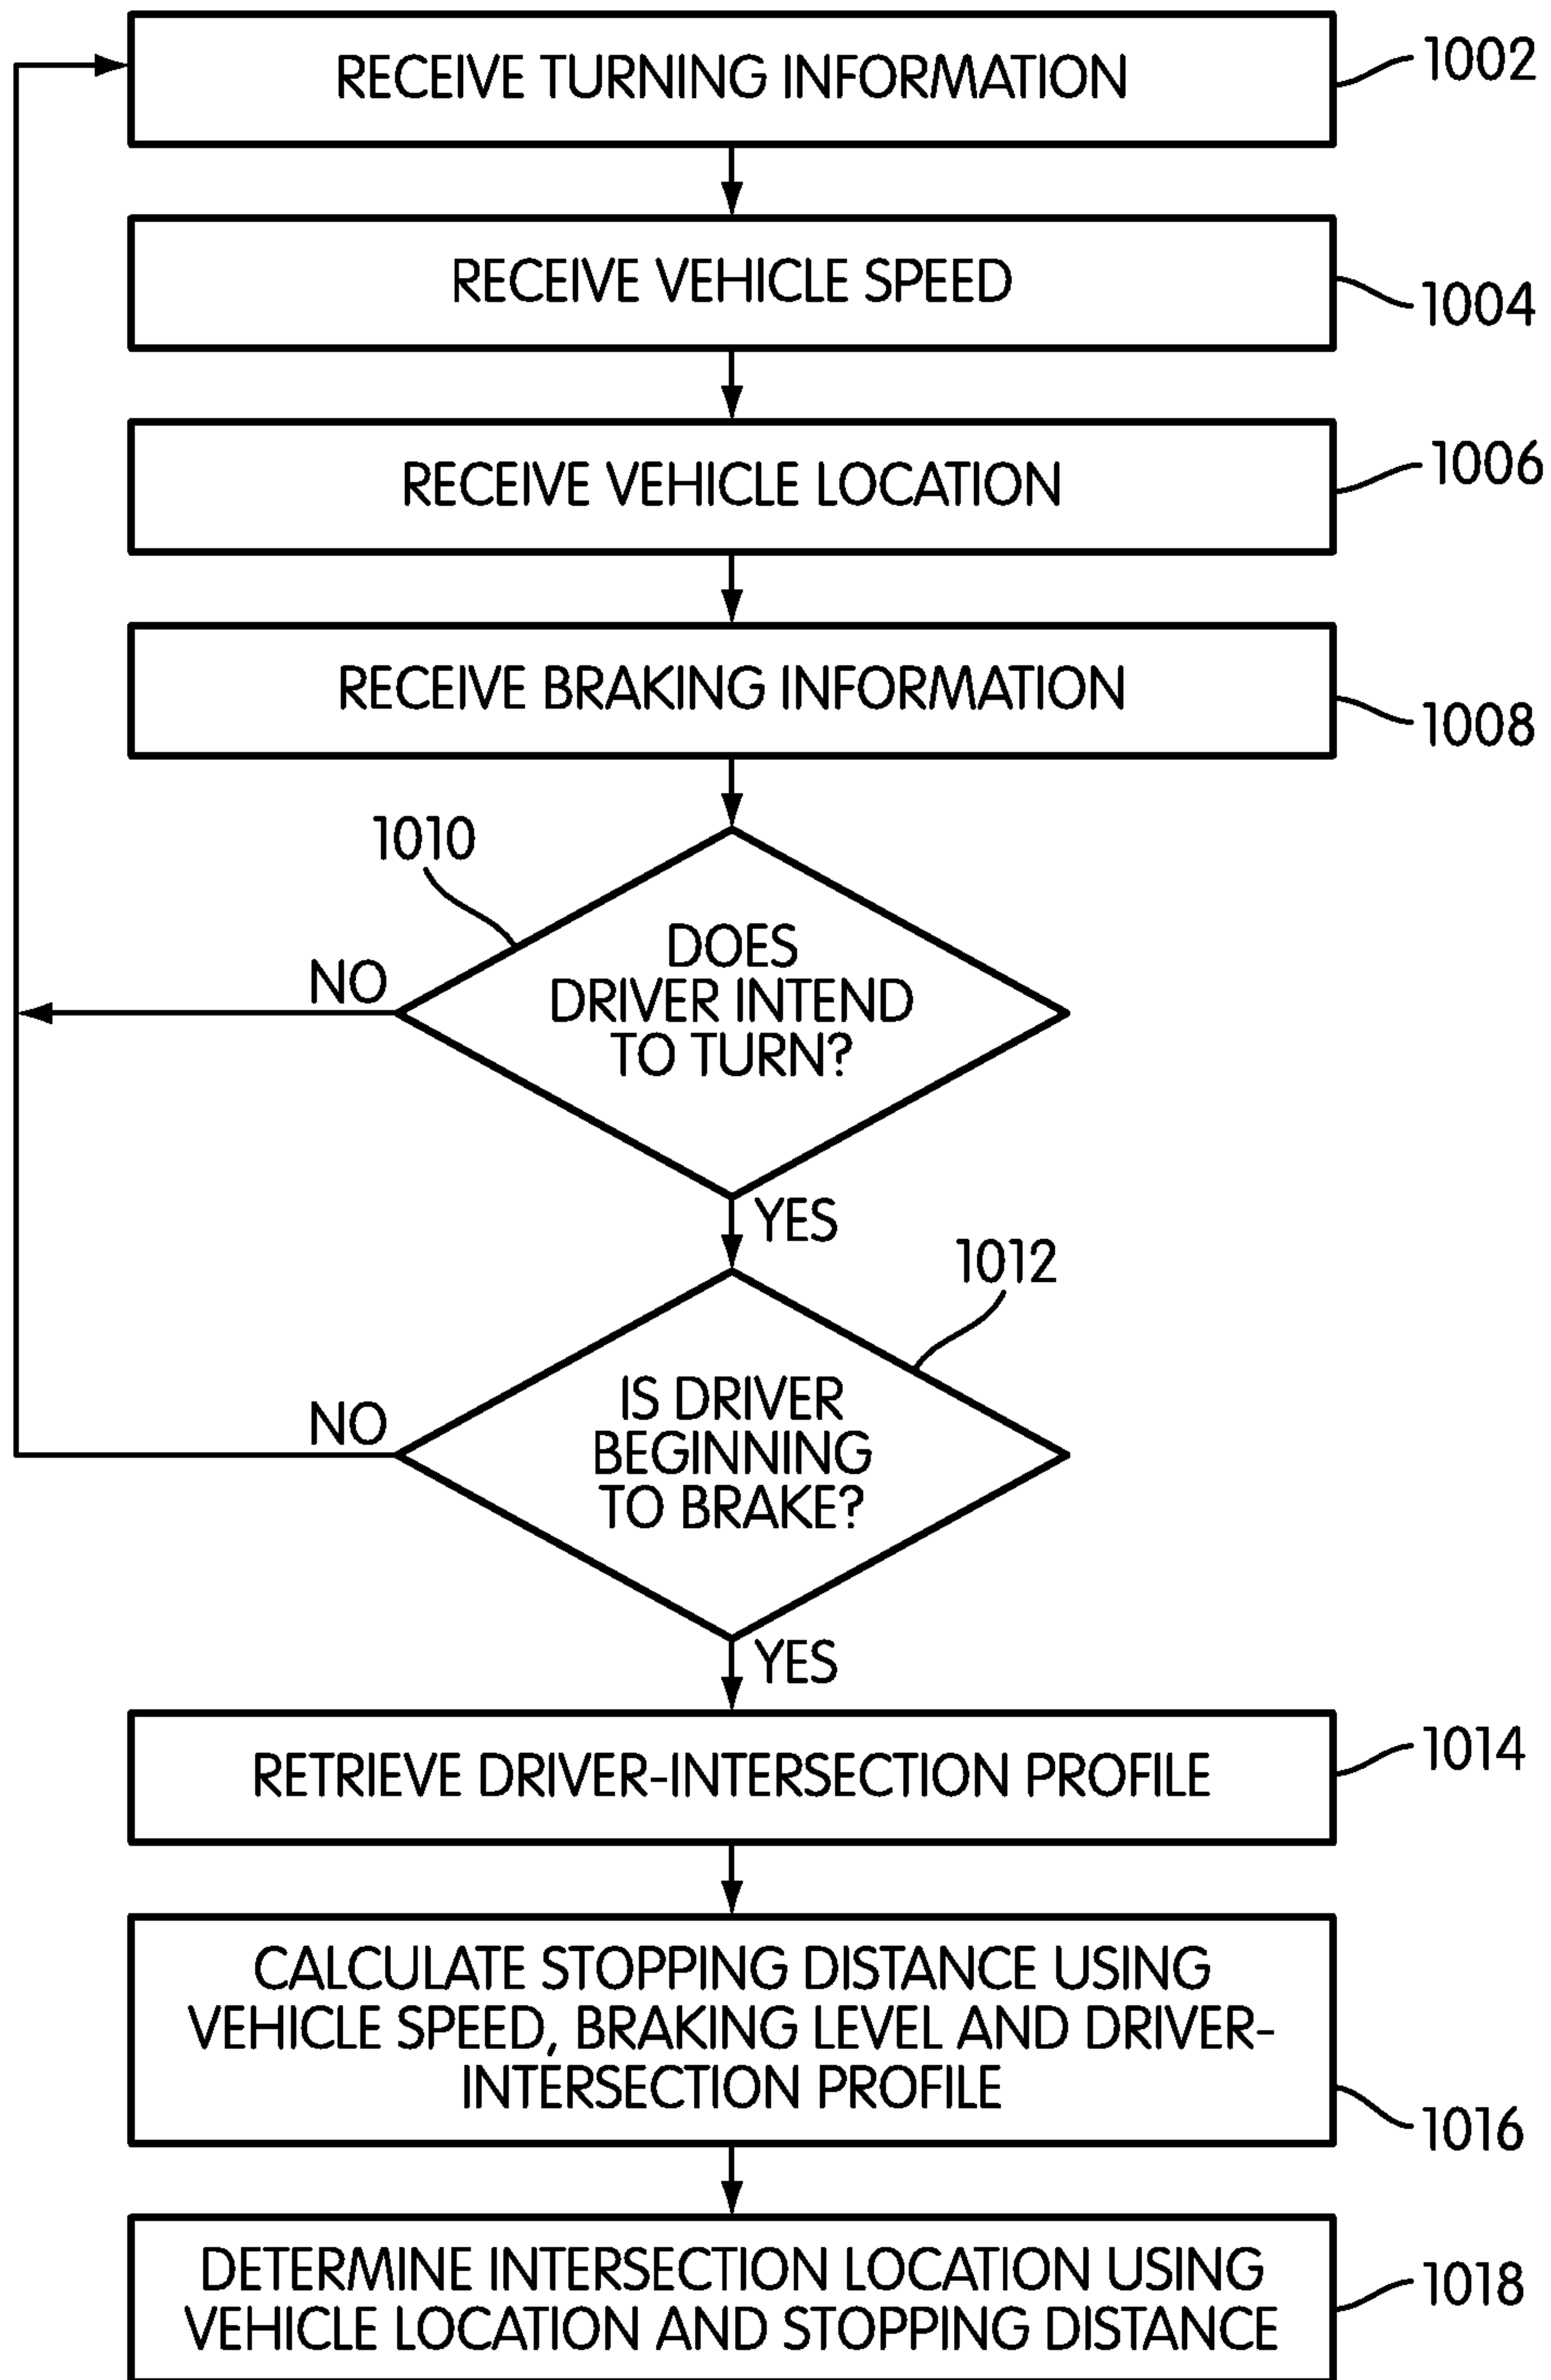 RECEIVE TURNING INFORMATION
1002
RECEIVE VEHICLE SPEED
1004
RECEIVE VEHICLE LOCATION
1006
RECEIVE BRAKING INFORMATION
1008
1010
DOES
DRIVER INTEND
TO TURN?
NO
YES
1012
IS DRIVER
BEGINNING
TO BRAKE?
NO
YES
RETRIEVE DRIVER-INTERSECTION PROFILE
1014
CALCULATE STOPPING DISTANCE USING
VEHICLE SPEED, BRAKING LEVEL AND DRIVER-
INTERSECTION PROFILE
1016
DETERMINE INTERSECTION LOCATION USING
VEHICLE LOCATION AND STOPPING DISTANCE
1018